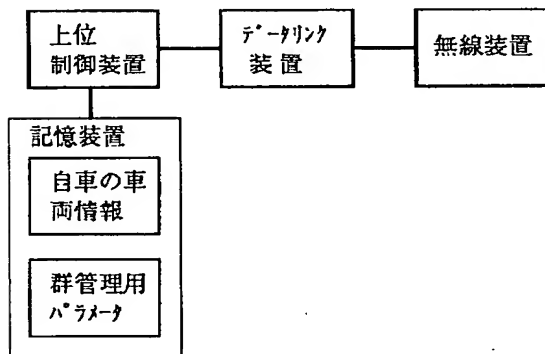 上位
制御装置
ﾃﾞｰﾀﾘﾝｸ
装 置
無線装置
記憶装置
自車の車
両情報
群管理用
ﾊﾟﾗﾒｰﾀ